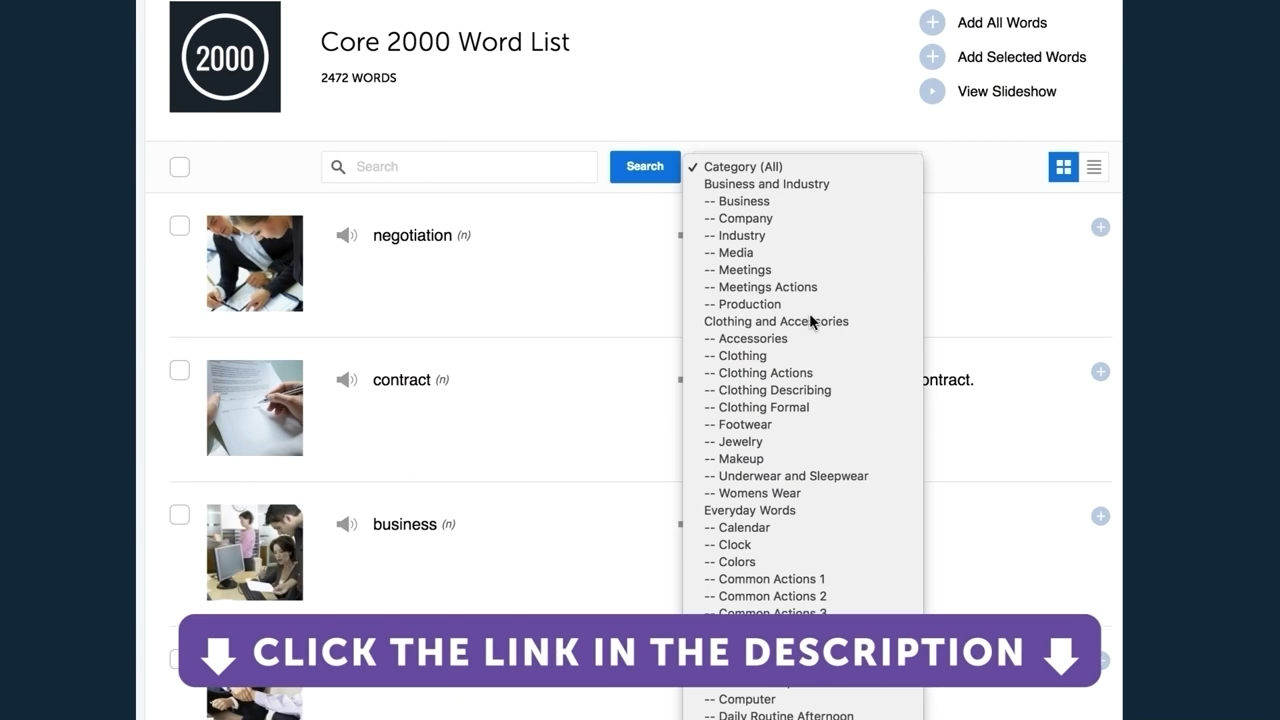 2000
Core 2000 Word List
2472 WORDS
Add All Words
Add Selected Words
View Slideshow
Search
Search
✓ Category (All)
Business and Industry
-- Business
-- Company
-- Industry
-- Media
-- Meetings
-- Meetings Actions
-- Production
Clothing and Accessories
-- Accessories
-- Clothing
-- Clothing Actions
-- Clothing Describing
-- Clothing Formal
-- Footwear
-- Jewelry
-- Makeup
-- Underwear and Sleepwear
-- Womens Wear
Everyday Words
-- Calendar
-- Clock
-- Colors
-- Common Actions 1
-- Common Actions 2
-- Common Actions 3
-- Computer
-- Daily Routine Afternoon
negotiation (n)
contract (n)
ontract.
business (n)
CLICK THE LINK IN THE DESCRIPTION